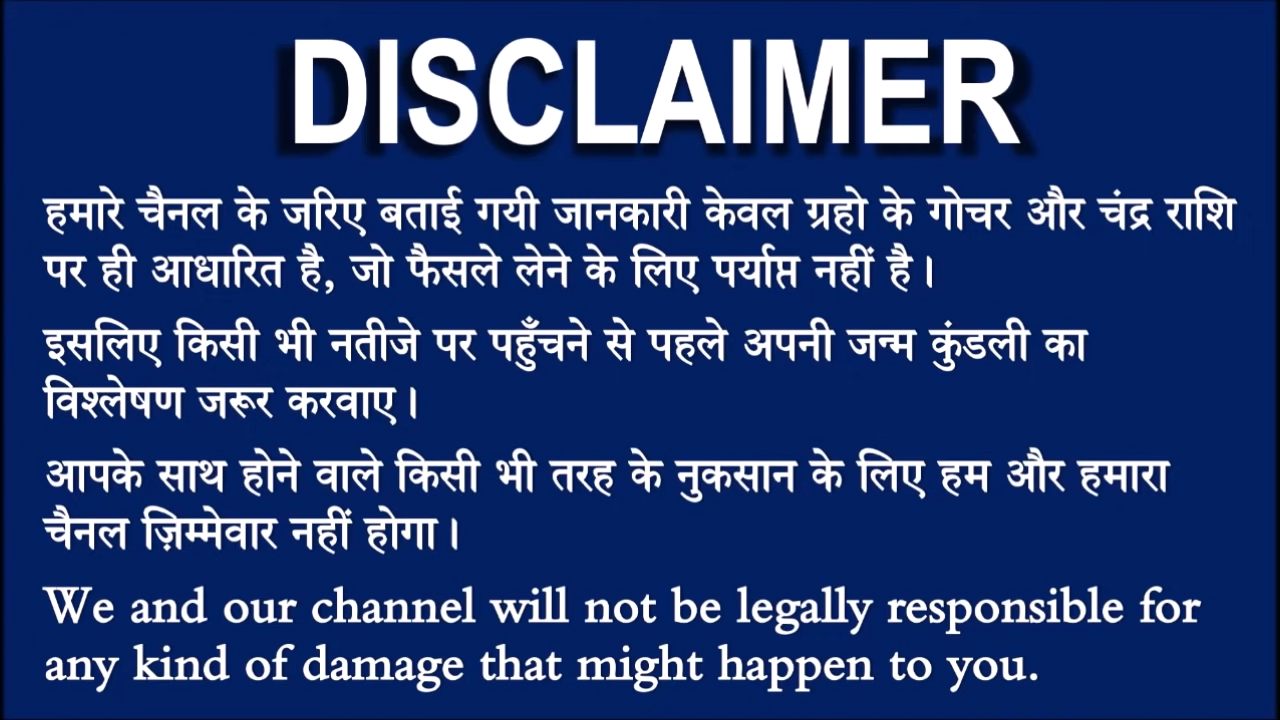 DISCLAIMER
हमारे चैनल के जरिए बताई गयी जानकारी केवल ग्रहो के गोचर और चंद्र राशि
पर ही आधारित है, जो फैसले लेने के लिए पर्याप्त नहीं है।
इसलिए किसी भी नतीजे पर पहुँचने से पहले अपनी जन्म कुंडली का
विश्लेषण जरूर करवाए।
आपके साथ होने वाले किसी भी तरह के नुकसान के लिए हम और हमारा
चैनल ज़िम्मेवार नहीं होगा।
We and our channel will not be legally responsible for
any kind of damage that might happen to you.